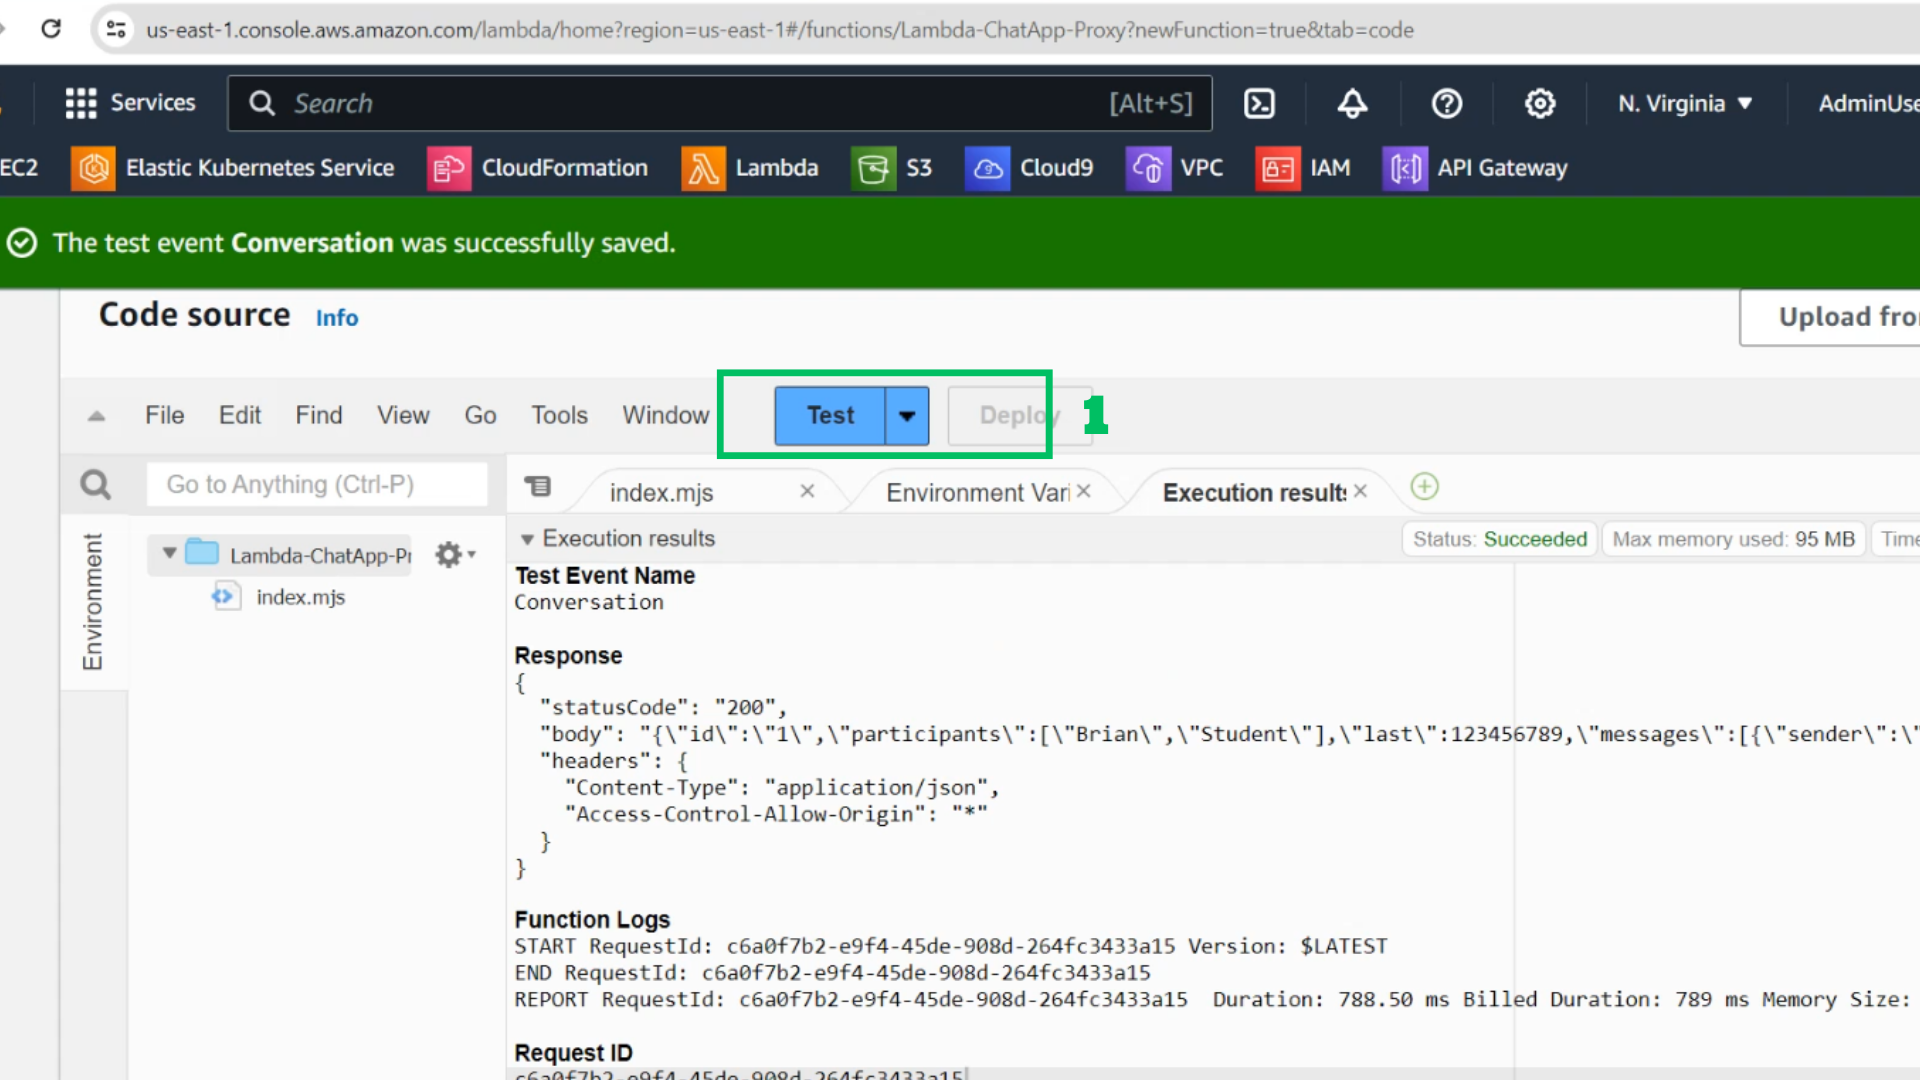 us-east-1.console.aws.amazon.com/lambda/home?region=us-east-1#/functions/Lambda-ChatApp-Proxy?newFunction=true&tab=code
Services Search [Alt+S] N. Virginia AdminUse
EC2 Elastic Kubernetes Service CloudFormation Lambda S3 Cloud9 VPC IAM API Gateway
The test event Conversation was successfully saved.
Code source Info Upload fro
File Edit Find View Go Tools Window Test Deploy 1
Go to Anything (Ctrl-P) index.mjs Environment Vari Execution results
Execution results Status: Succeeded Max memory used: 95 MB Time
Environment
Lambda-ChatApp-Pr
index.mjs
Test Event Name
Conversation
Response
{
"statusCode": "200",
"body": "{\"id\":\"1\",\"participants\":[\"Brian\",\"Student\"],\"last\":123456789,\"messages\":[{\"sender\":\"
"headers": {
"Content-Type": "application/json",
"Access-Control-Allow-Origin": "*"
}
}
Function Logs
START RequestId: c6a0f7b2-e9f4-45de-908d-264fc3433a15 Version: $LATEST
END RequestId: c6a0f7b2-e9f4-45de-908d-264fc3433a15
REPORT RequestId: c6a0f7b2-e9f4-45de-908d-264fc3433a15 Duration: 788.50 ms Billed Duration: 789 ms Memory Size:
Request ID
c6a0f7b2-e9f4-45de-908d-264fc3433a15